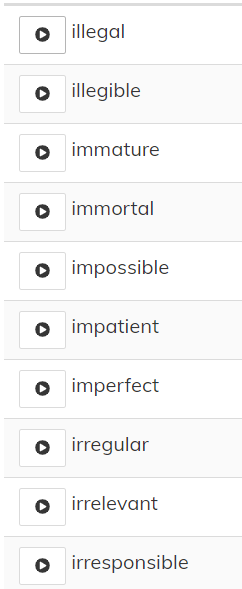 illegal
illegible
immature
immortal
impossible
impatient
imperfect
irregular
irrelevant
irresponsible